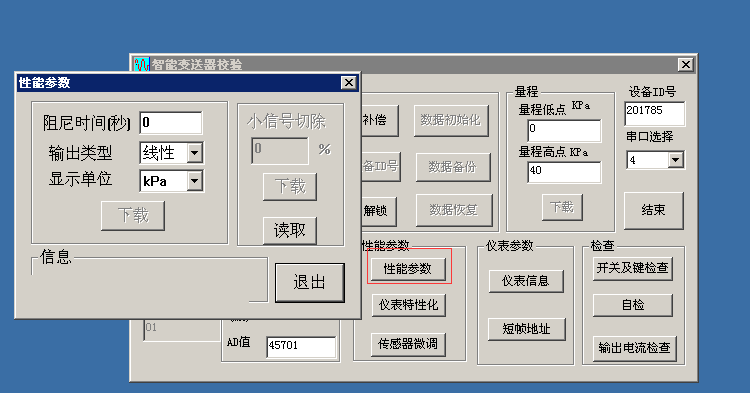 智能变送器校验
性能参数
阻尼时间(秒) 0
输出类型 线性
显示单位 kPa
下载
小信号切除
0 %
下载
读取
信息
退出
补偿
数据初始化
备ID号
数据备份
解锁
数据恢复
量程
量程低点 KPa
0
量程高点 KPa
40
下载
设备ID号
201785
串口选择
4
结束
01
AD值 45701
性能参数
性能参数
仪表特性化
传感器微调
仪表参数
仪表信息
短帧地址
检查
开关及键检查
自检
输出电流检查